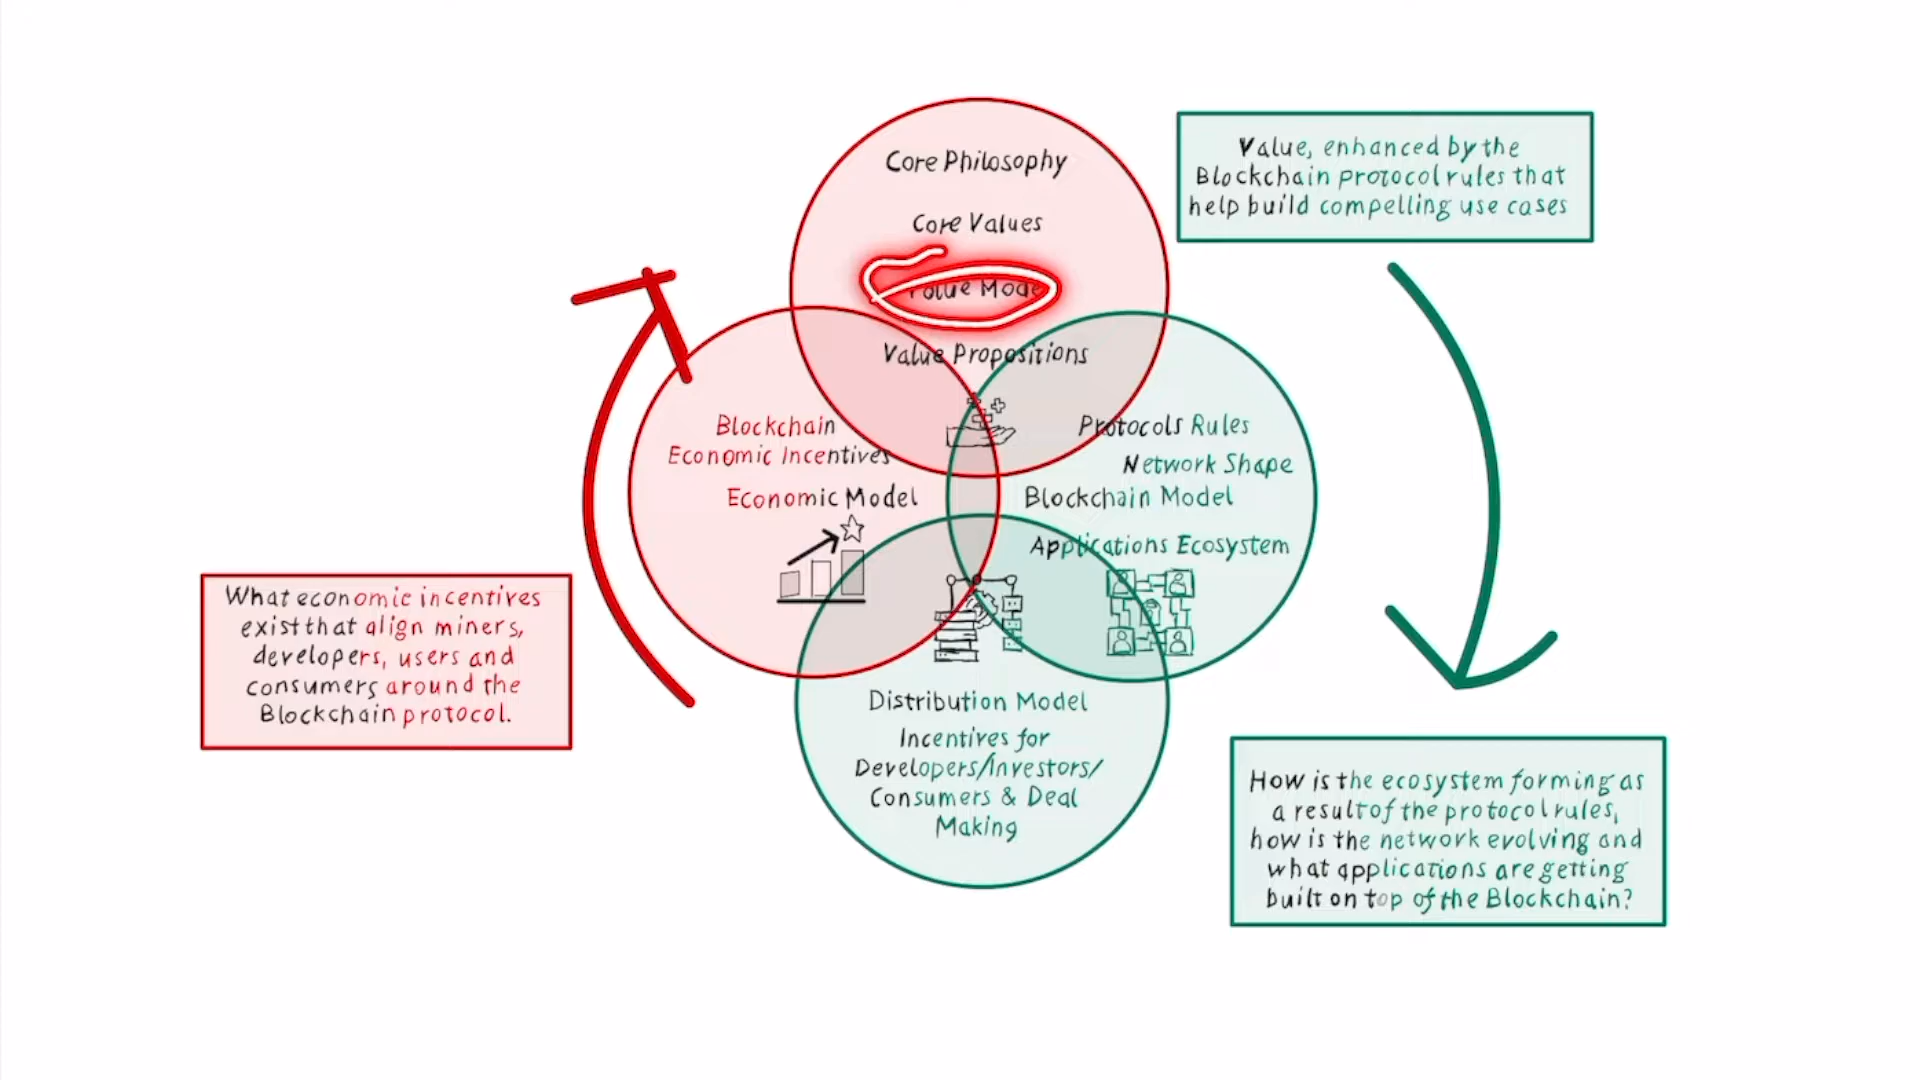 Core Philosophy
Core Values
Value Mode
Value Propositions
Value, enhanced by the
Blockchain protocol rules that
help build compelling use cases
Blockchain
Economic Incentives
Economic Model
Protocols Rules
Network Shape
Blockchain Model
Applications Ecosystem
What economic incentives
exist that align miners,
developers, users and
consumers around the
Blockchain protocol.
Distribution Model
Incentives for
Developers/Investors/
Consumers & Deal
Making
How is the ecosystem forming as
a result of the protocol rules,
how is the network evolving and
what applications are getting
built on top of the Blockchain?